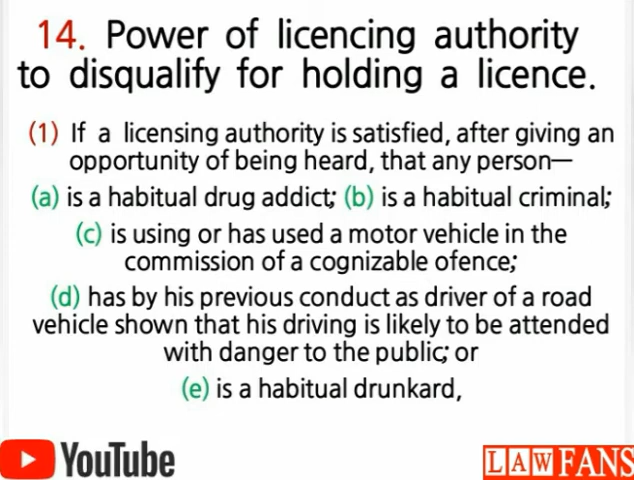 14. Power of licencing authority
to disqualify for holding a licence.
(1) If a licensing authority is satisfied, after giving an
opportunity of being heard, that any person—
(a) is a habitual drug addict; (b) is a habitual criminal;
(c) is using or has used a motor vehicle in the
commission of a cognizable ofence;
(d) has by his previous conduct as driver of a road
vehicle shown that his driving is likely to be attended
with danger to the public; or
(e) is a habitual drunkard,
YouTube
LAW FANS